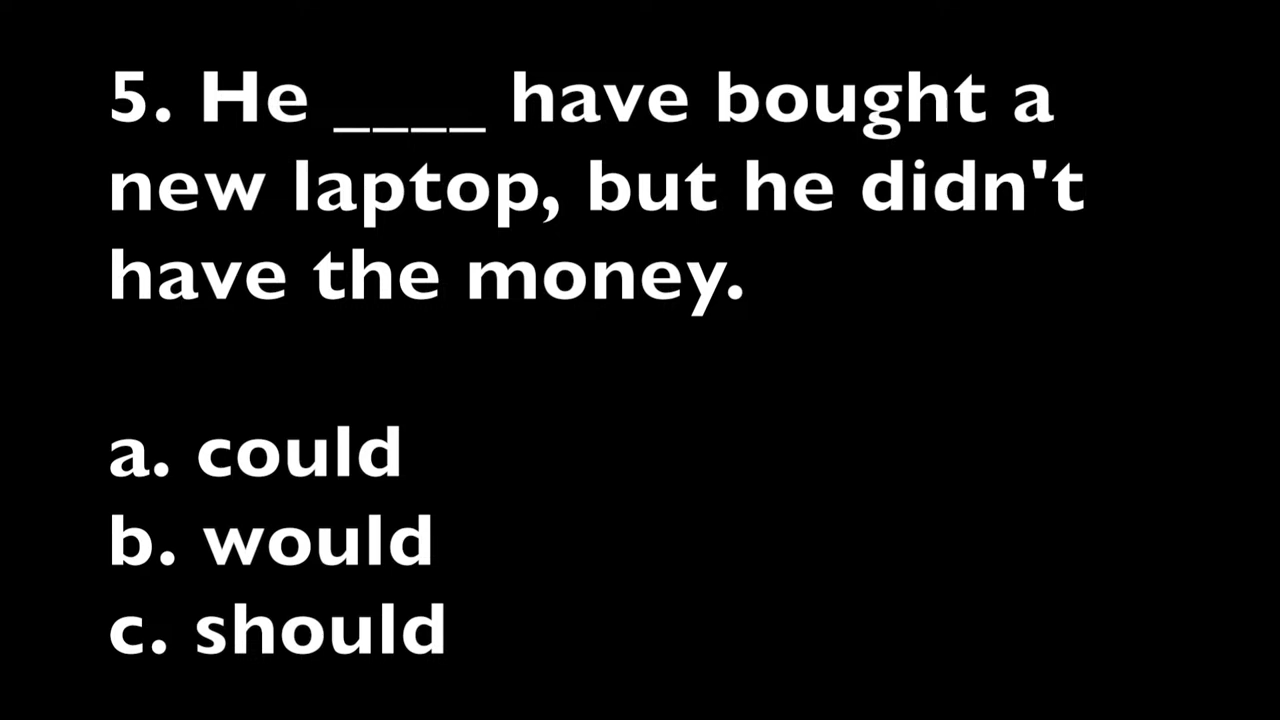 5. He ____ have bought a
new laptop, but he didn't
have the money.
a. could
b. would
c. should